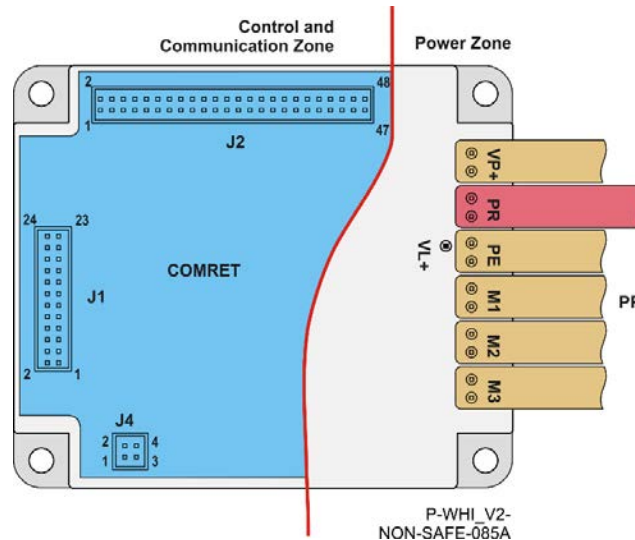 Control and
Communication Zone
Power Zone
2
48
1
47
J2
VP+
PR
24
23
VL+
PE
COMRET
J1
M1
PR
M2
2
1
M3
J4
2
4
1
3
P-WHI_V2-
NON-SAFE-085A